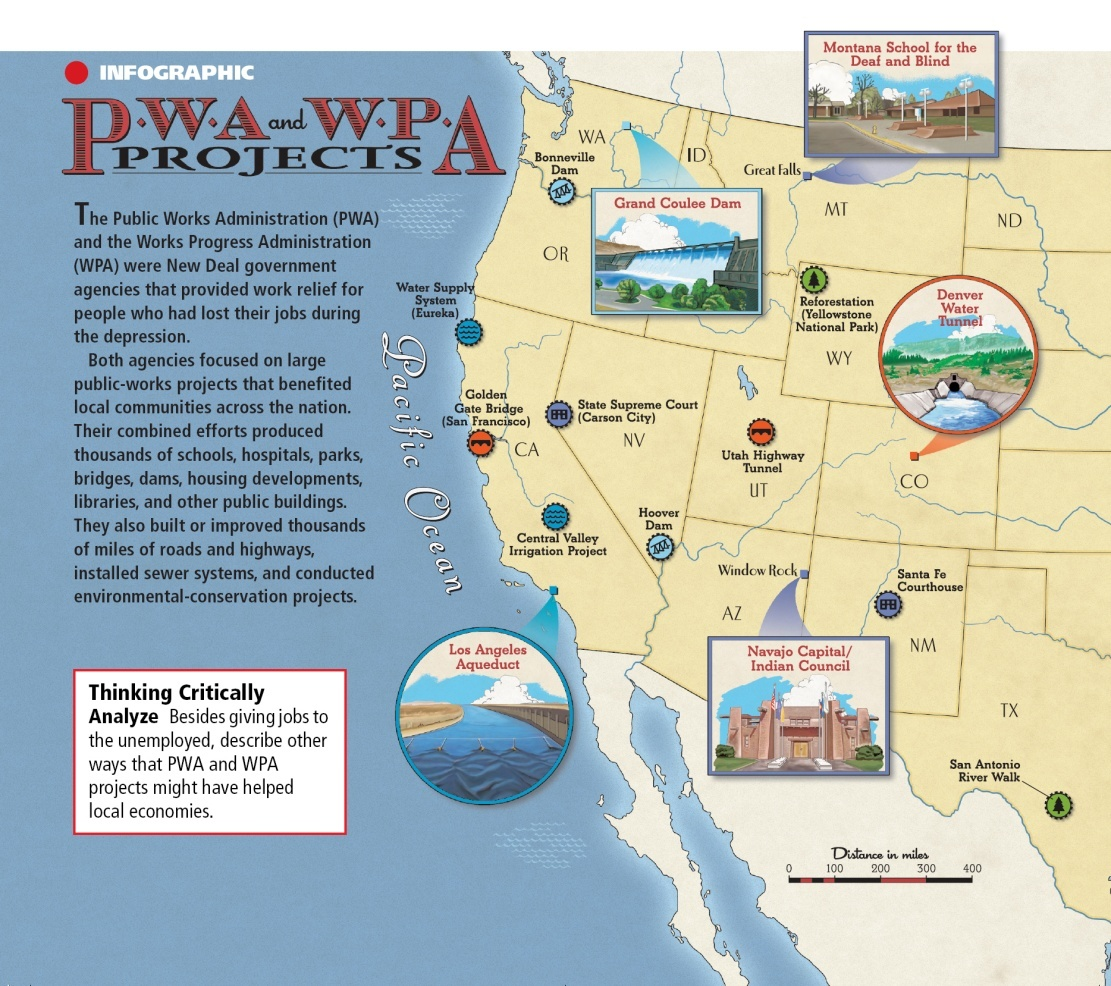 INFOGRAPHIC
P·W·A and W·P·A
PROJECTS
The Public Works Administration (PWA)
and the Works Progress Administration
(WPA) were New Deal government
agencies that provided work relief for
people who had lost their jobs during
the depression.
Both agencies focused on large
public-works projects that benefited
local communities across the nation.
Their combined efforts produced
thousands of schools, hospitals, parks,
bridges, dams, housing developments,
libraries, and other public buildings.
They also built or improved thousands
of miles of roads and highways,
installed sewer systems, and conducted
environmental-conservation projects.
Thinking Critically
Analyze Besides giving jobs to
the unemployed, describe other
ways that PWA and WPA
projects might have helped
local economies.
Montana School for the
Deaf and Blind
WA
ID
Bonneville
Dam
Great Falls
Grand Coulee Dam
MT
ND
OR
Water Supply
System
(Eureka)
Reforestation
(Yellowstone
National Park)
Denver
Water
Tunnel
WY
Pacific Ocean
Golden
Gate Bridge
(San Francisco)
State Supreme Court
(Carson City)
CA
NV
Utah Highway
Tunnel
UT
CO
Hoover
Dam
Central Valley
Irrigation Project
Window Rock
Santa Fe
Courthouse
AZ
NM
Los Angeles
Aqueduct
Navajo Capital/
Indian Council
TX
San Antonio
River Walk
Distance in miles
0 100 200 300 400